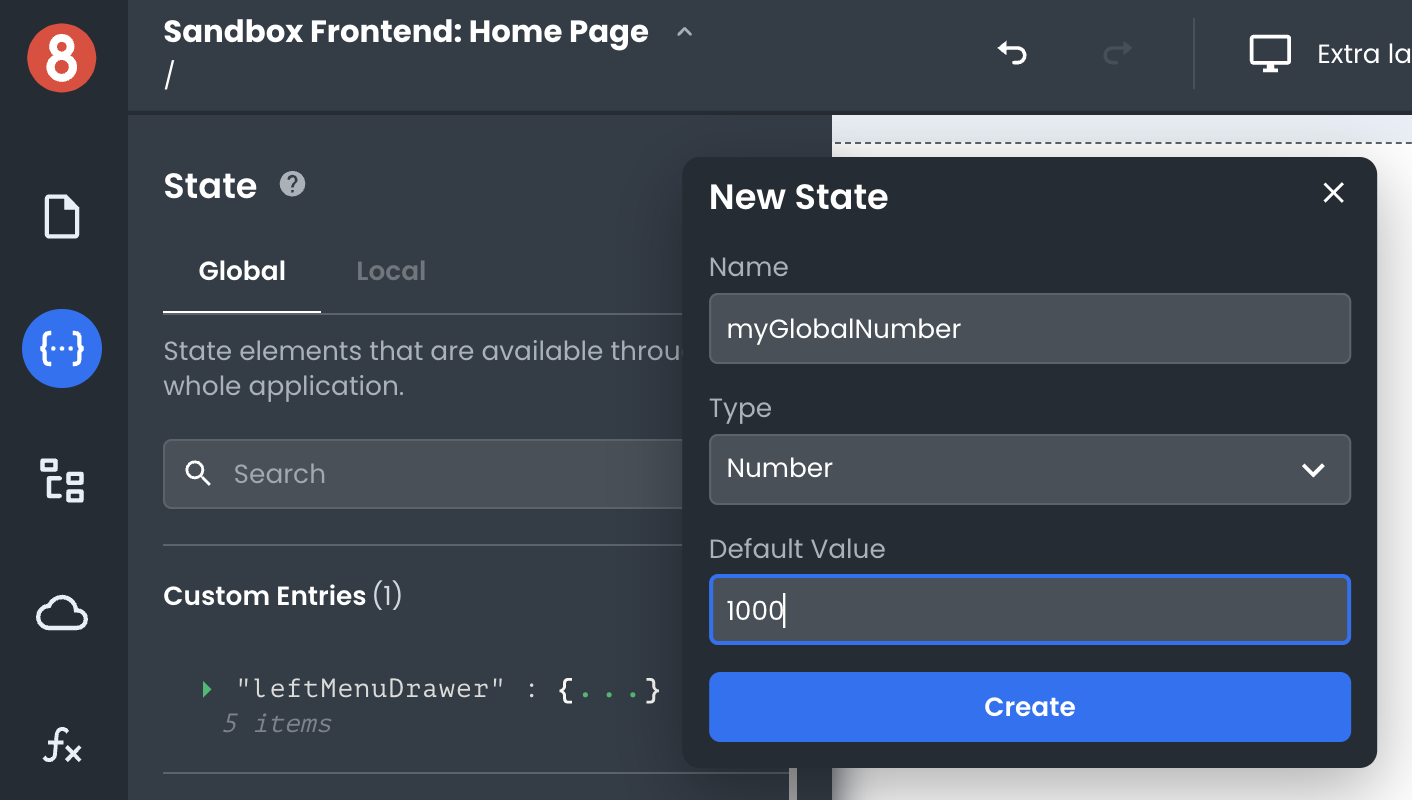 8
Sandbox Frontend: Home Page
/
Extra la
State ?
Global Local
State elements that are available throu
whole application.
Search
Custom Entries (1)
"leftMenuDrawer" : {...}
5 items
New State
Name
myGlobalNumber
Type
Number
Default Value
1000
Create
{...}
fx